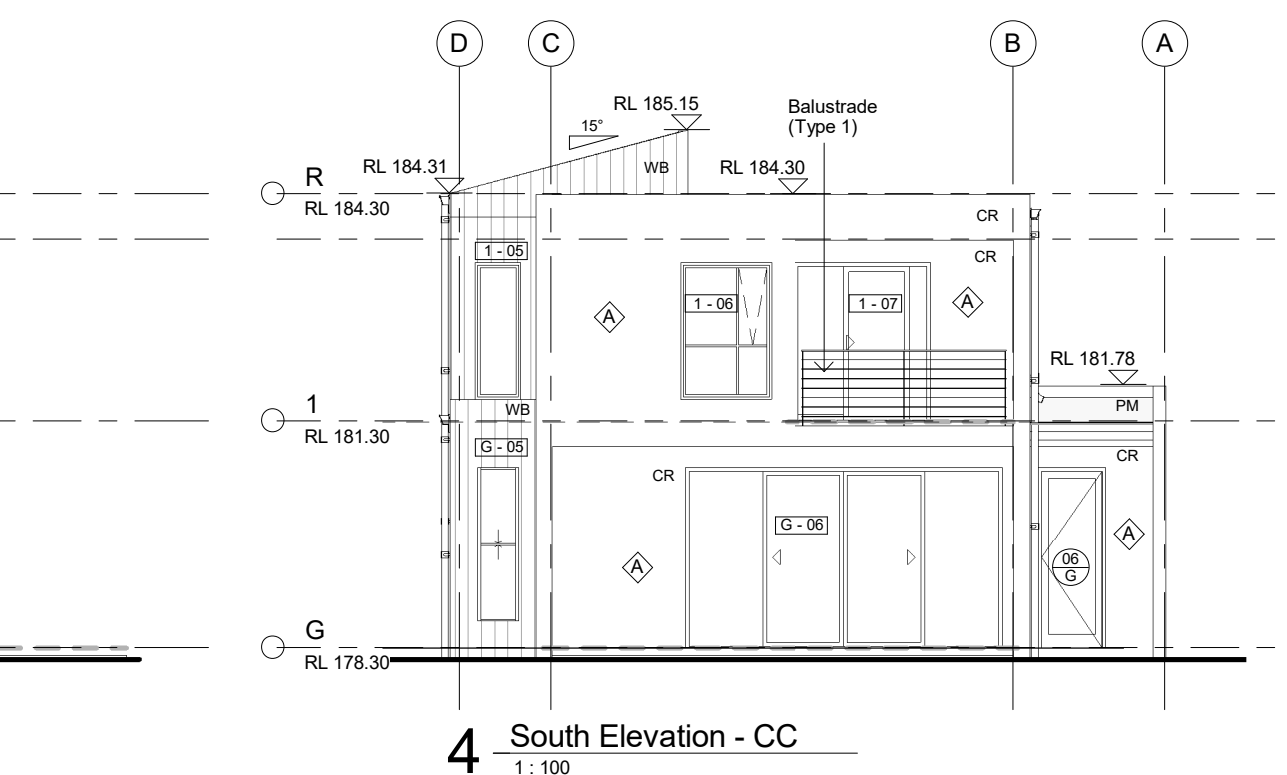 D
C
B
A
RL 185.15
Balustrade
(Type 1)
15°
RL 184.31
WB
RL 184.30
R
RL 184.30
CR
1 - 05
CR
1 - 06
1 - 07
A
A
RL 181.78
1
RL 181.30
WB
PM
G - 05
CR
CR
G - 06
A
A
06
G
G
RL 178.30
4 South Elevation - CC
1 : 100